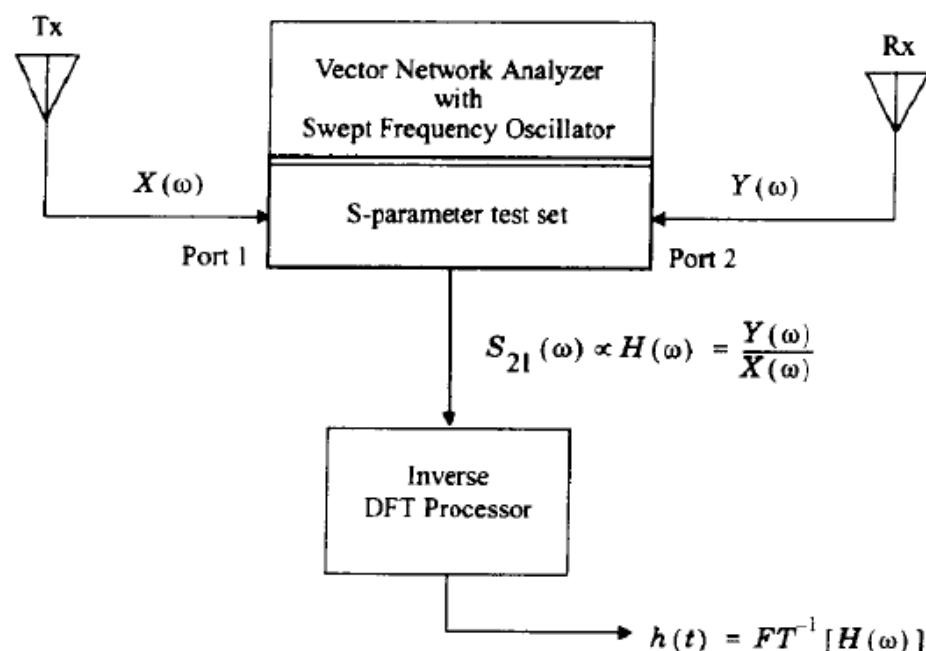 Tx
Rx
Vector Network Analyzer
with
Swept Frequency Oscillator
X(ω)
Y(ω)
S-parameter test set
Port 1
Port 2
S₂₁(ω) ∝ H(ω) = Y(ω)/X(ω)
Inverse
DFT Processor
h(t) = FT⁻¹[H(ω)]